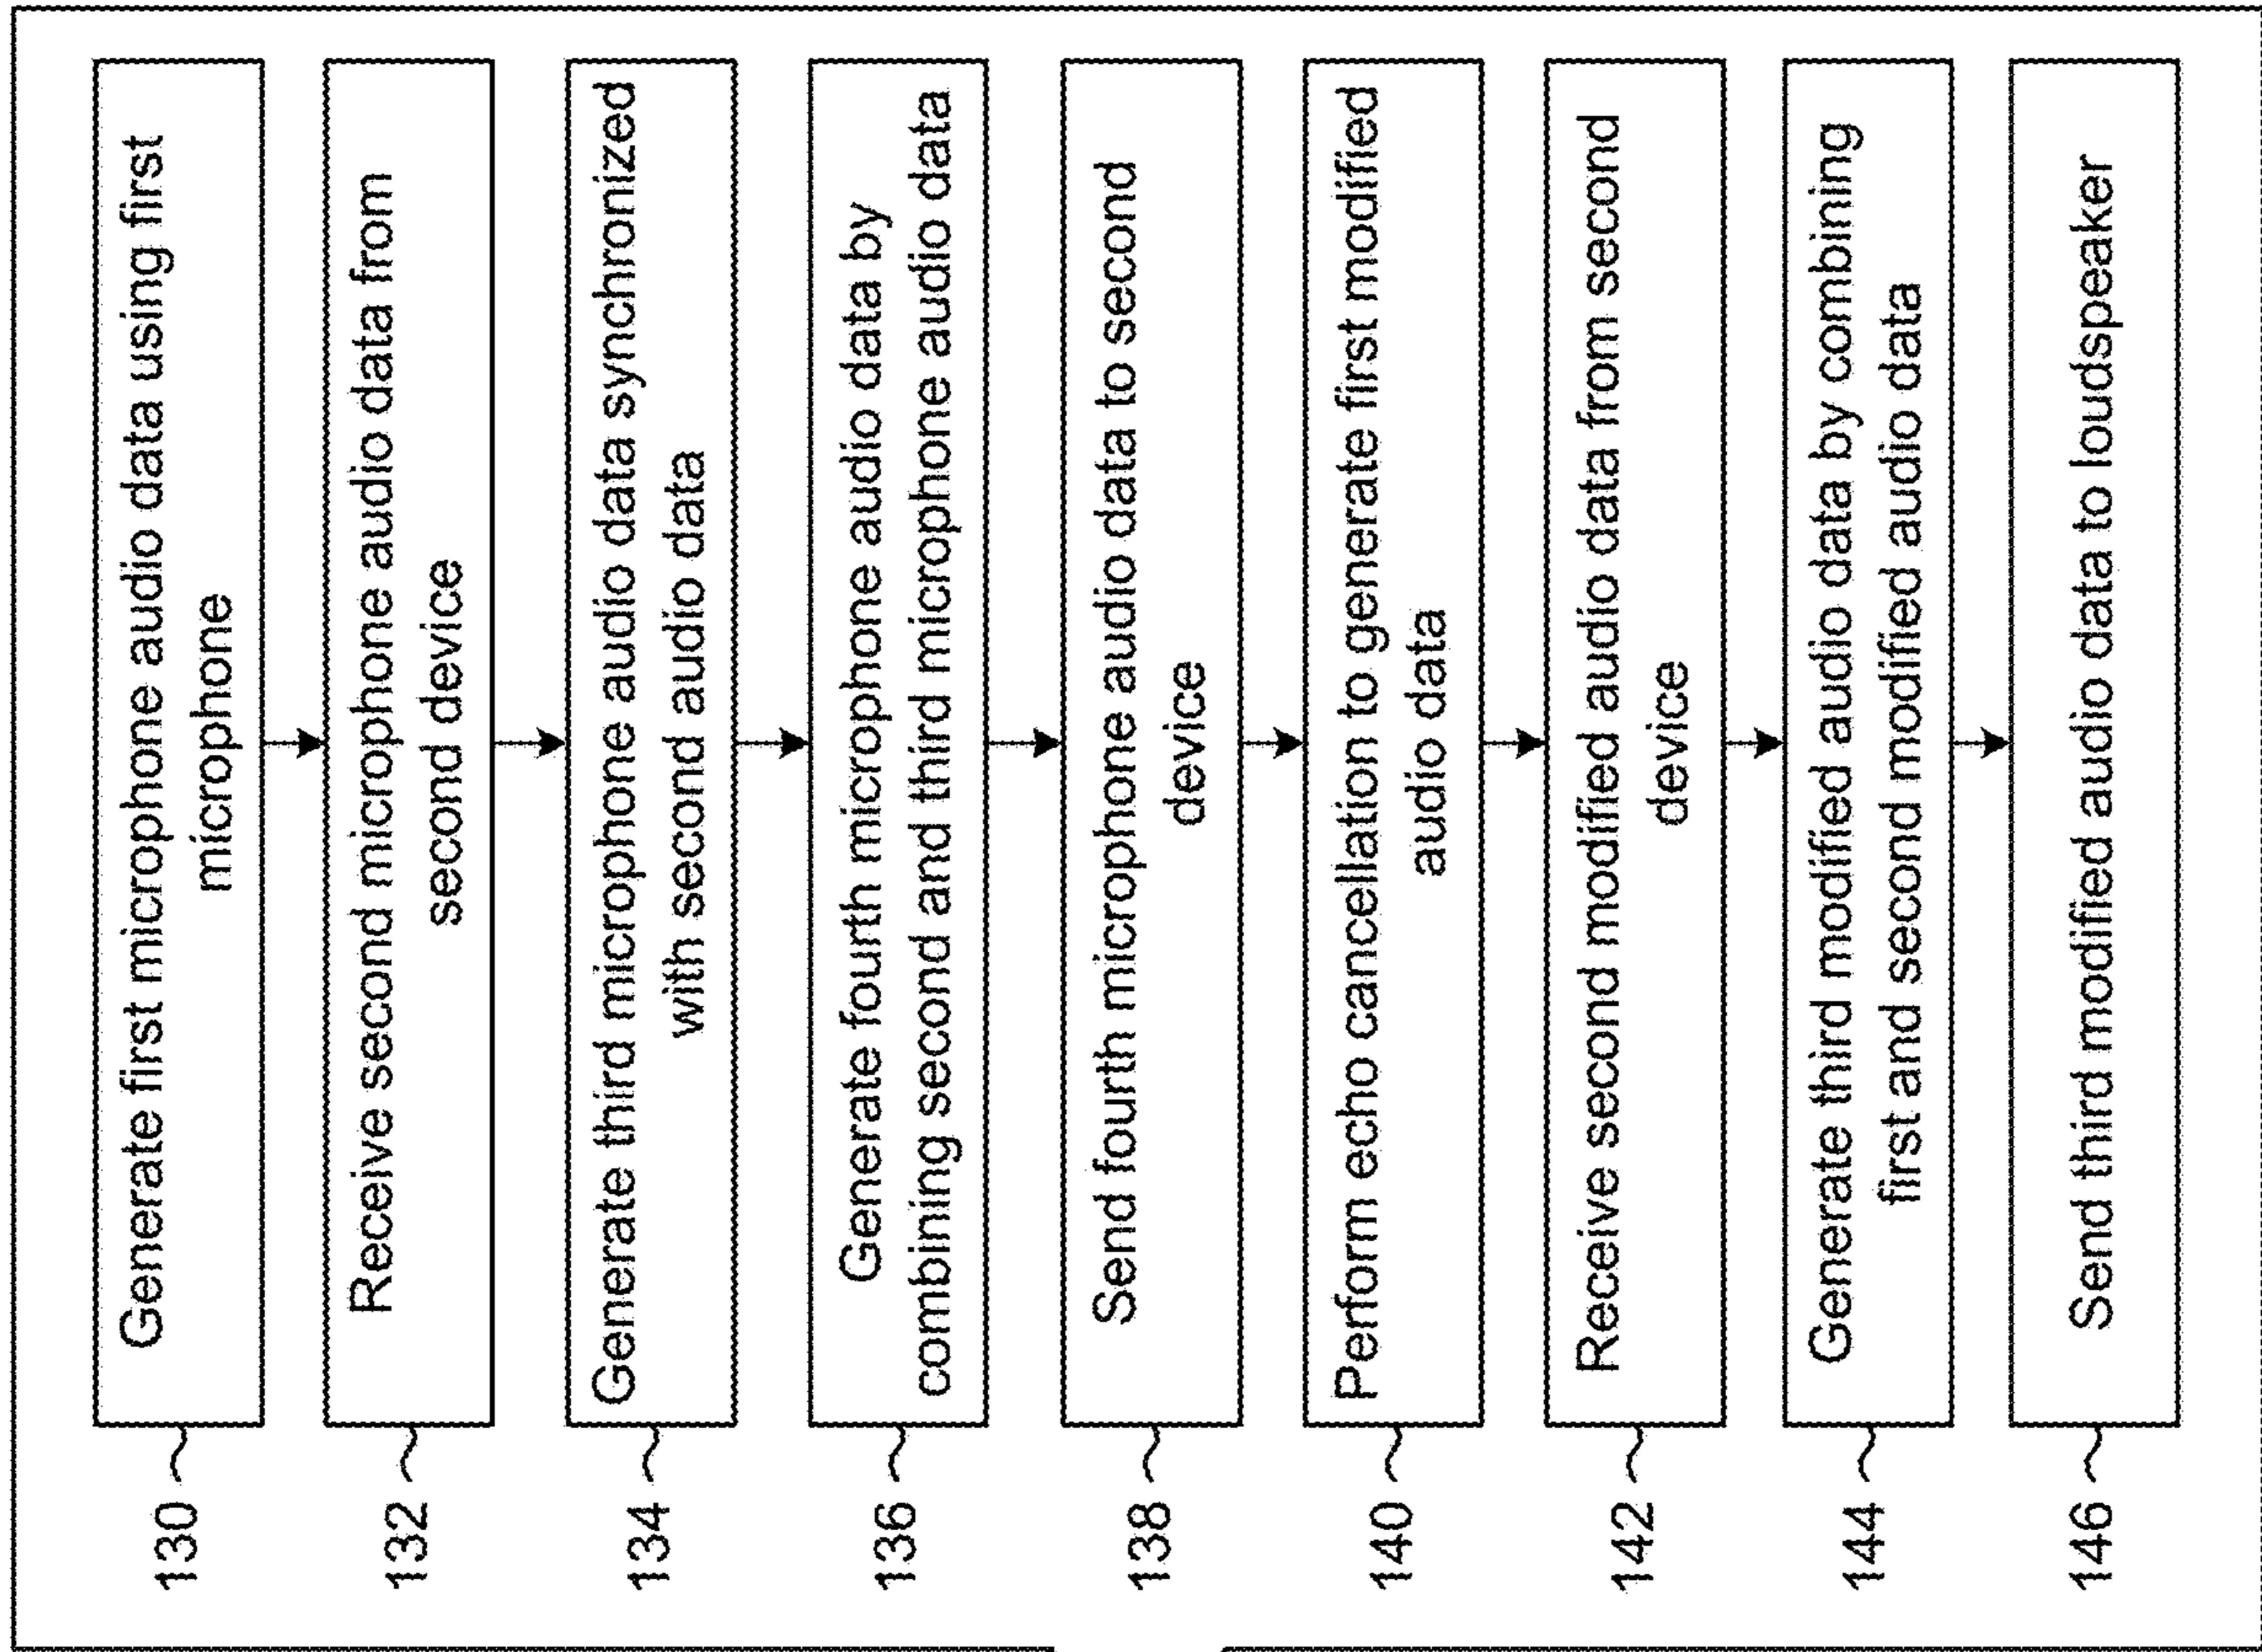 130
Generate first microphone audio data using first
microphone
132
Receive second microphone audio data from
second device
134
Generate third microphone audio data synchronized
with second audio data
136
Generate fourth microphone audio data by
combining second and third microphone audio data
138
Send fourth microphone audio data to second
device
140
Perform echo cancellation to generate first modified
audio data
142
Receive second modified audio data from second
device
144
Generate third modified audio data by combining
first and second modified audio data
146
Send third modified audio data to loudspeaker